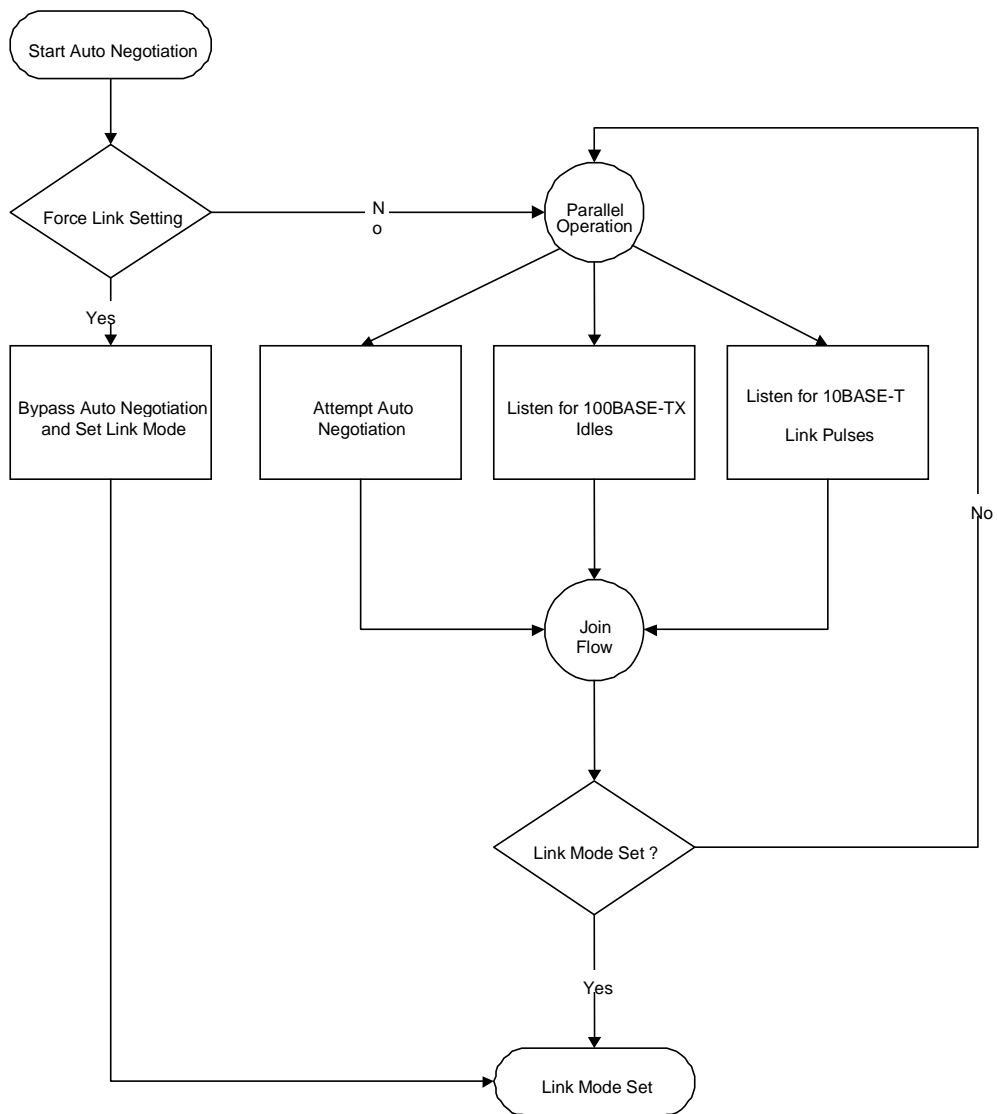 Start Auto Negotiation
Force Link Setting
N
o
Parallel
Operation
Yes
Bypass Auto Negotiation
and Set Link Mode
Attempt Auto
Negotiation
Listen for 100BASE-TX
Idles
Listen for 10BASE-T
Link Pulses
No
Join
Flow
Link Mode Set ?
Yes
Link Mode Set